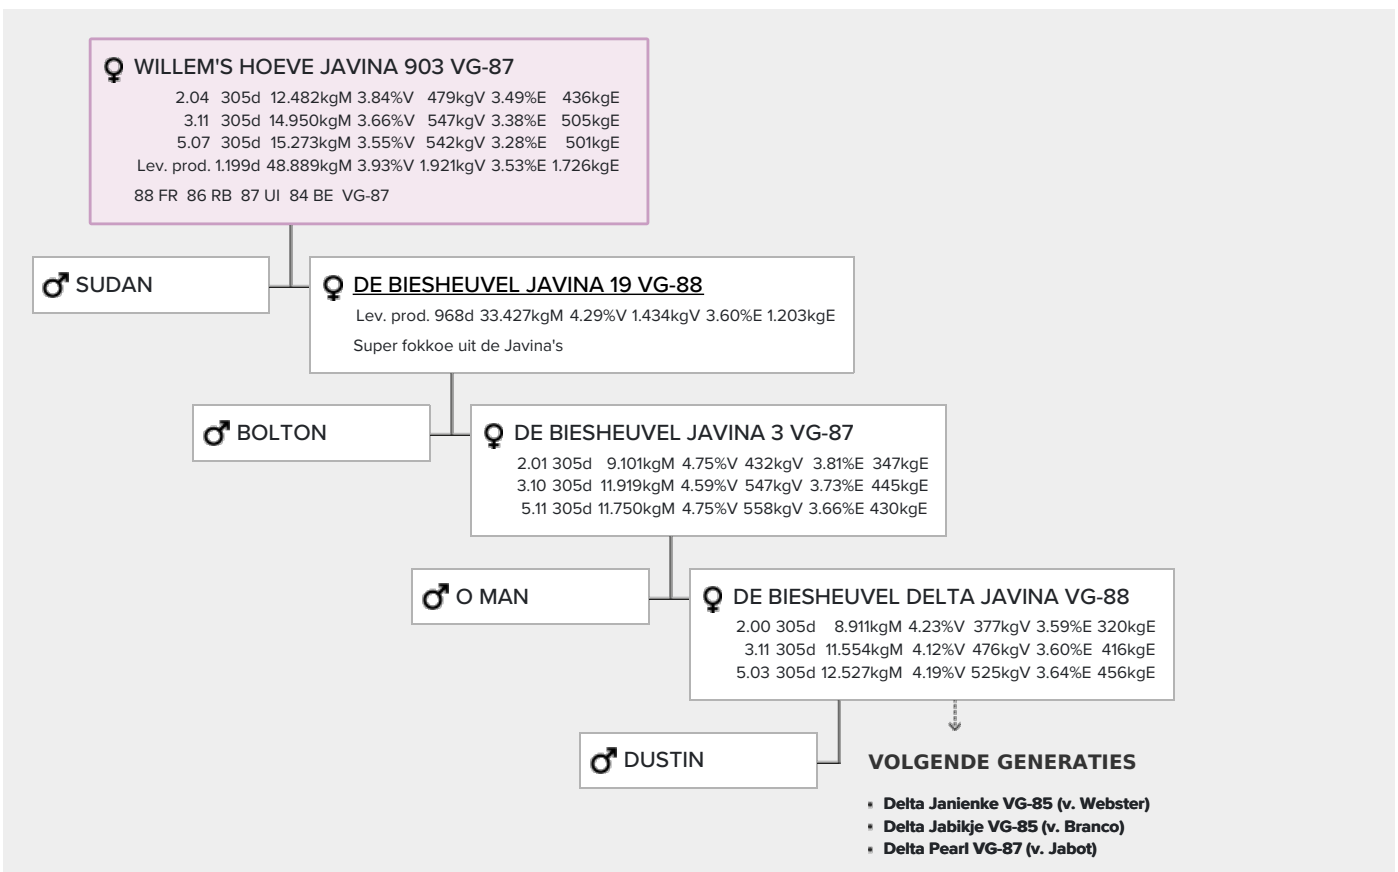 WILLEM'S HOEVE JAVINA 903 VG-87
2.04 305d 12.482kgM 3.84%V 479kgV 3.49%E 436kgE
3.11 305d 14.950kgM 3.66%V 547kgV 3.38%E 505kgE
5.07 305d 15.273kgM 3.55%V 542kgV 3.28%E 501kgE
Lev. prod. 1.199d 48.889kgM 3.93%V 1.921kgV 3.53%E 1.726kgE
88 FR 86 RB 87 UI 84 BE VG-87
SUDAN
DE BIESHEUVEL JAVINA 19 VG-88
Lev. prod. 968d 33.427kgM 4.29%V 1.434kgV 3.60%E 1.203kgE
Super fokkoe uit de Javina's
BOLTON
DE BIESHEUVEL JAVINA 3 VG-87
2.01 305d 9.101kgM 4.75%V 432kgV 3.81%E 347kgE
3.10 305d 11.919kgM 4.59%V 547kgV 3.73%E 445kgE
5.11 305d 11.750kgM 4.75%V 558kgV 3.66%E 430kgE
O MAN
DE BIESHEUVEL DELTA JAVINA VG-88
2.00 305d 8.911kgM 4.23%V 377kgV 3.59%E 320kgE
3.11 305d 11.554kgM 4.12%V 476kgV 3.60%E 416kgE
5.03 305d 12.527kgM 4.19%V 525kgV 3.64%E 456kgE
DUSTIN
VOLGENDE GENERATIES
Delta Janienke VG-85 (v. Webster)
Delta Jabikje VG-85 (v. Branco)
Delta Pearl VG-87 (v. Jabot)